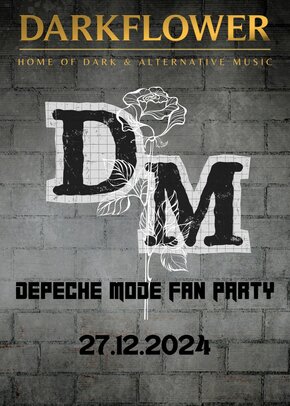 DARKFLOWER
HOME OF DARK & ALTERNATIVE MUSIC
DM
DEPECHE MODE FAN PARTY
27.12.2024